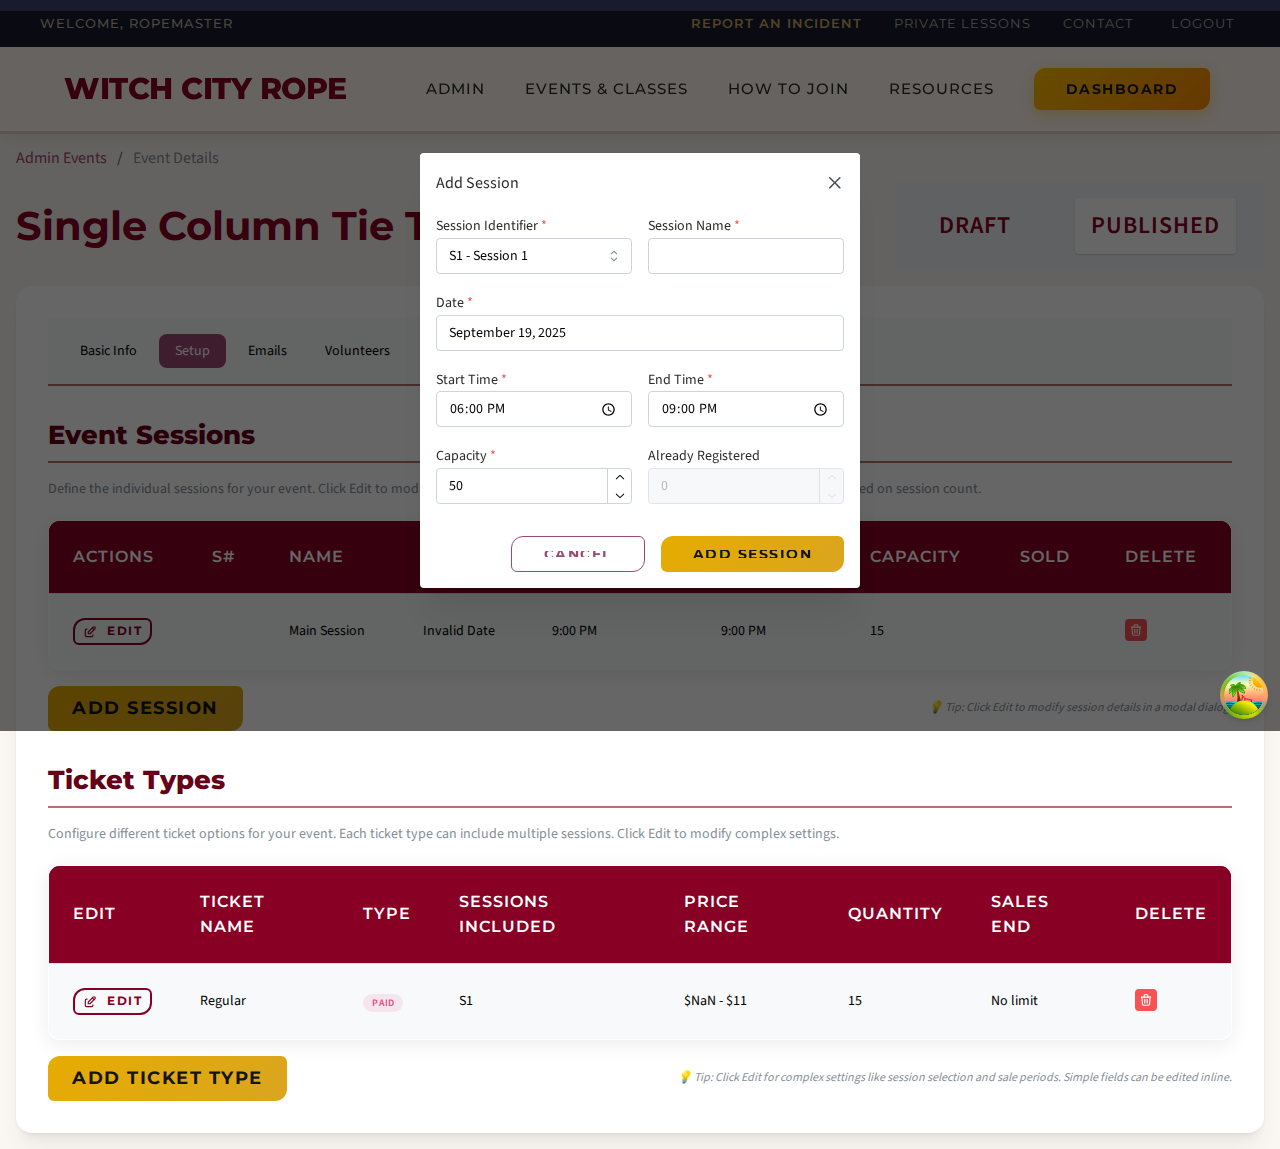 WELCOME, ROPEMASTER
REPORT AN INCIDENT PRIVATE LESSONS CONTACT LOGOUT
WITCH CITY ROPE
ADMIN EVENTS & CLASSES HOW TO JOIN RESOURCES DASHBOARD
Admin Events / Event Details
Single Column Tie T
DRAFT PUBLISHED
Basic Info Setup Emails Volunteers
Event Sessions
Define the individual sessions for your event. Click Edit to mod
ed on session count.
ACTIONS S# NAME CAPACITY SOLD DELETE
EDIT Main Session Invalid Date 9:00 PM 9:00 PM 15
ADD SESSION
💡 Tip: Click Edit to modify session details in a modal dialo
Add Session
Session Identifier * Session Name *
S1 - Session 1
Date *
September 19, 2025
Start Time * End Time *
06:00 PM 09:00 PM
Capacity * Already Registered
50 0
CANCEL ADD SESSION
Ticket Types
Configure different ticket options for your event. Each ticket type can include multiple sessions. Click Edit to modify complex settings.
EDIT TICKET NAME TYPE SESSIONS INCLUDED PRICE RANGE QUANTITY SALES END DELETE
EDIT Regular PAID S1 $NaN - $11 15 No limit
ADD TICKET TYPE
💡 Tip: Click Edit for complex settings like session selection and sale periods. Simple fields can be edited inline.